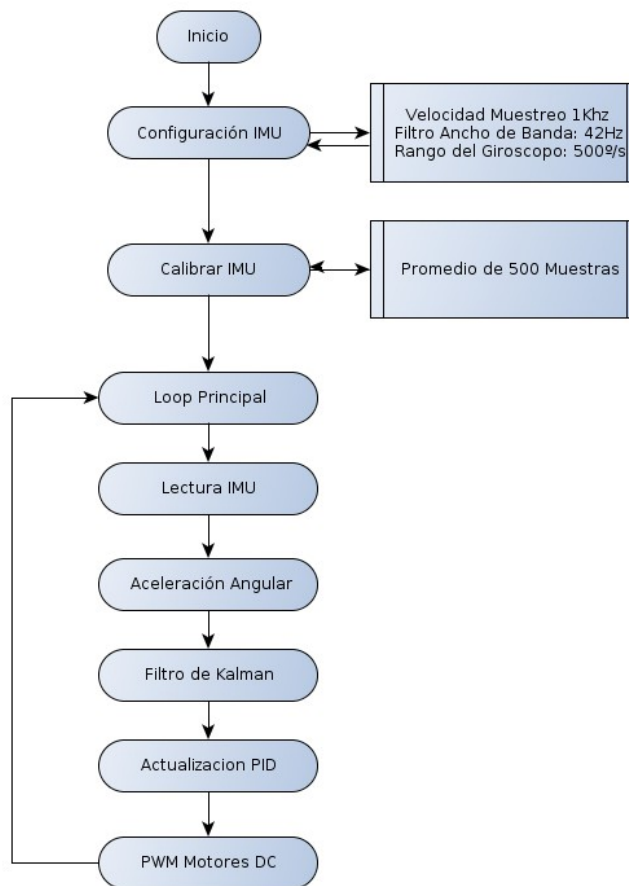 Inicio
Configuración IMU
Velocidad Muestreo 1Khz
Filtro Ancho de Banda: 42Hz
Rango del Giroscopo: 500º/s
Calibrar IMU
Promedio de 500 Muestras
Loop Principal
Lectura IMU
Aceleración Angular
Filtro de Kalman
Actualizacion PID
PWM Motores DC